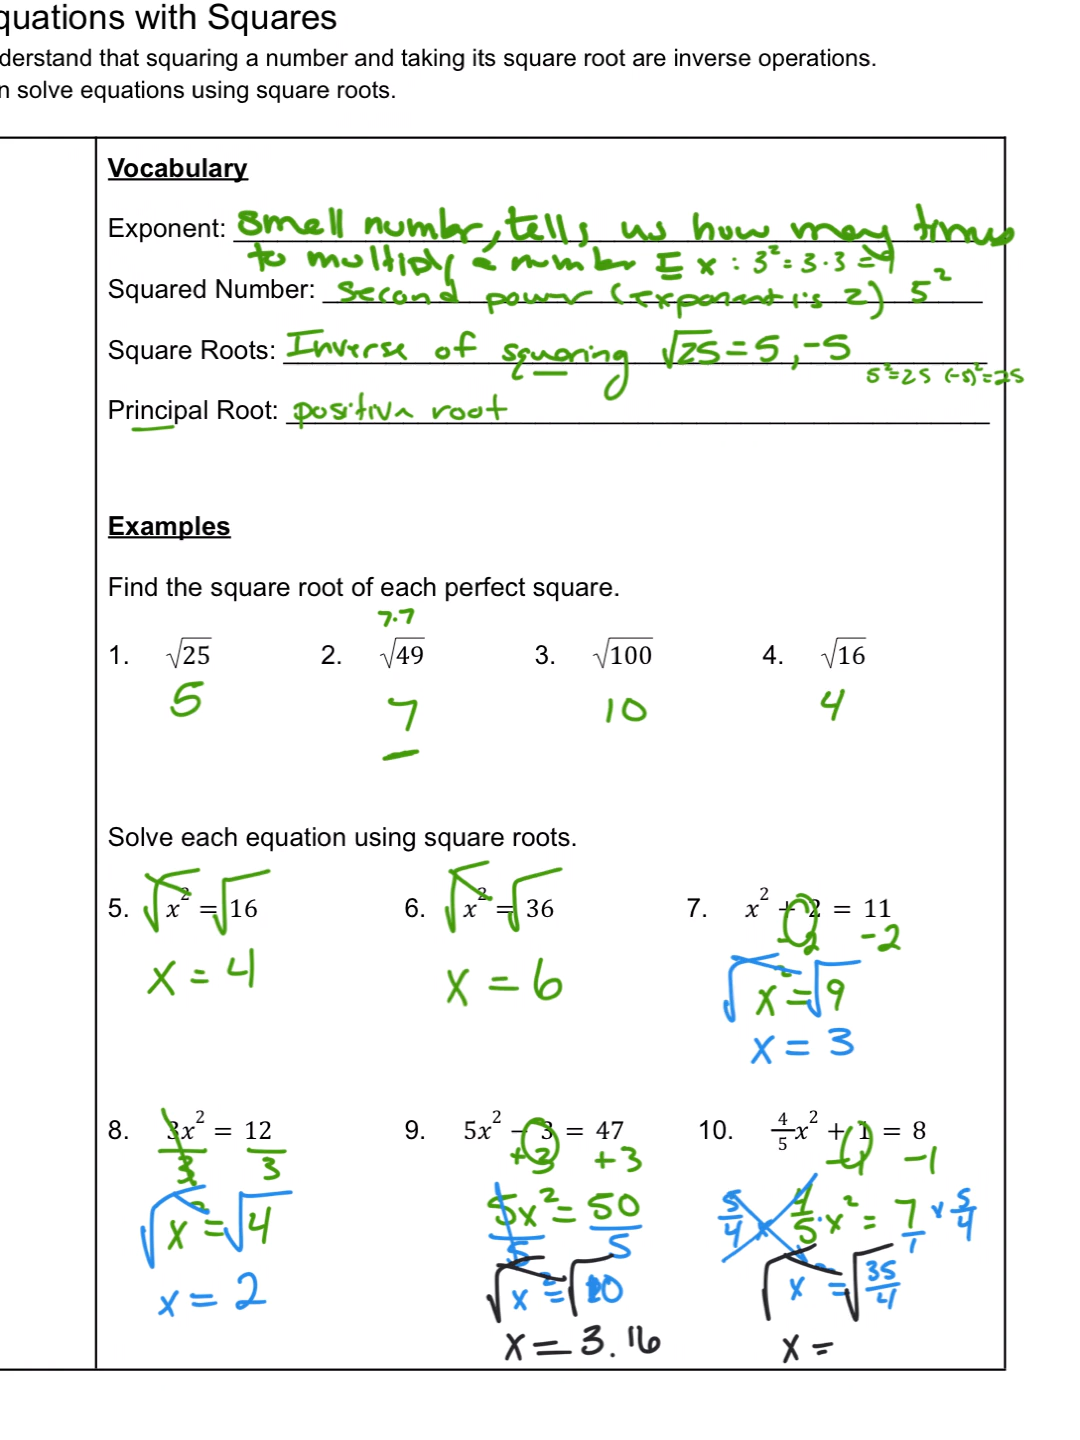 quations with Squares
derstand that squaring a number and taking its square root are inverse operations.
n solve equations using square roots.
Vocabulary
Exponent: small number, tells us how many times
to multiply a number Ex: 3² = 3·3 = 9
Squared Number: second power (exponent is 2) 5²
Square Roots: Inverse of squaring √25 = 5, -5
5² = 25 (-5)² = 25
Principal Root: positive root
Examples
Find the square root of each perfect square.
7·7
1. √25 2. √49 3. √100 4. √16
5 7 10 4
Solve each equation using square roots.
5. √x² = √16 6. √x² = √36 7. x² + 2 = 11
-2 -2
x = 4 x = 6 √x² = √9
x = 3
8. 3x² = 12 9. 5x² − 3 = 47 10. 4/5 x² + 1 = 8
3 3 +3 +3 -1 -1
√x² = √4 5x² = 50 5/4 · 4/5 · x² = 7/1 × 5/4
5 5
x = 2 √x² = √10 √x² = √35/4
x = 3.16 x =